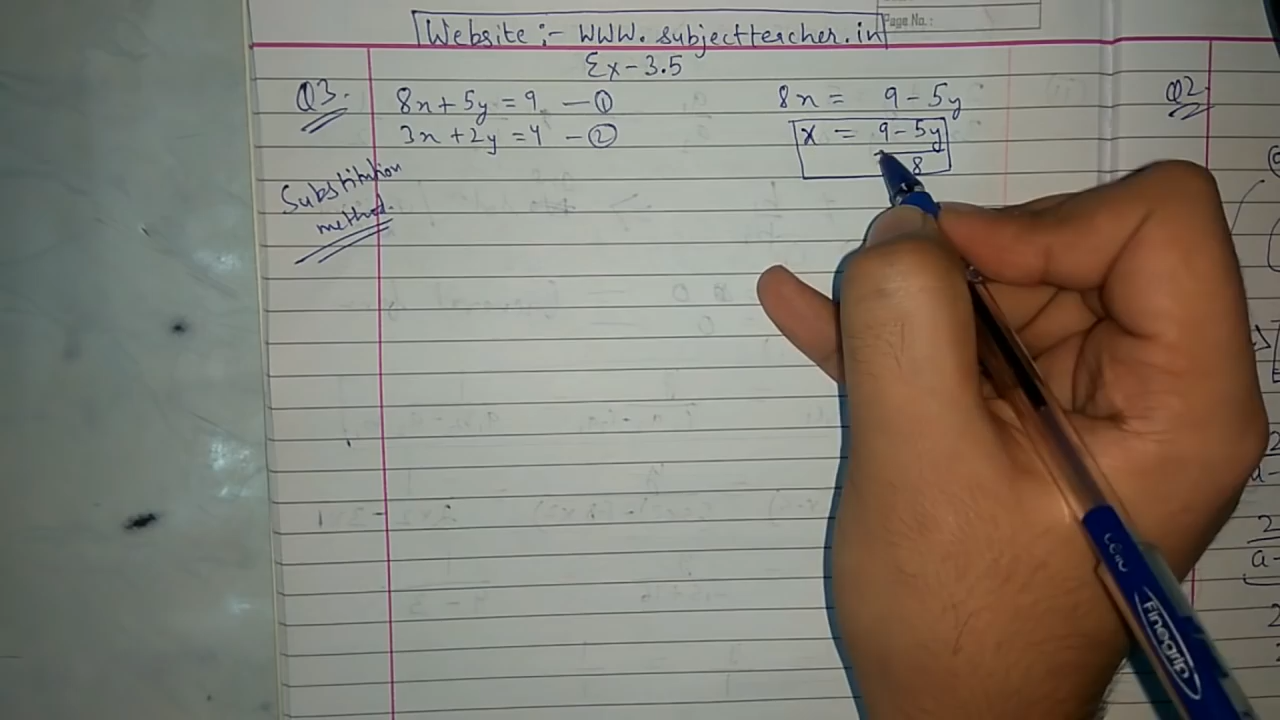 Page No.:
Website :- WWW.subjectteacher.in
Ex-3.5
Q3. 8x+5y=9 —① 8x = 9-5y
3x+2y=4 —② x = 9-5y
8
Substitution
method.
Q2
Finegrip